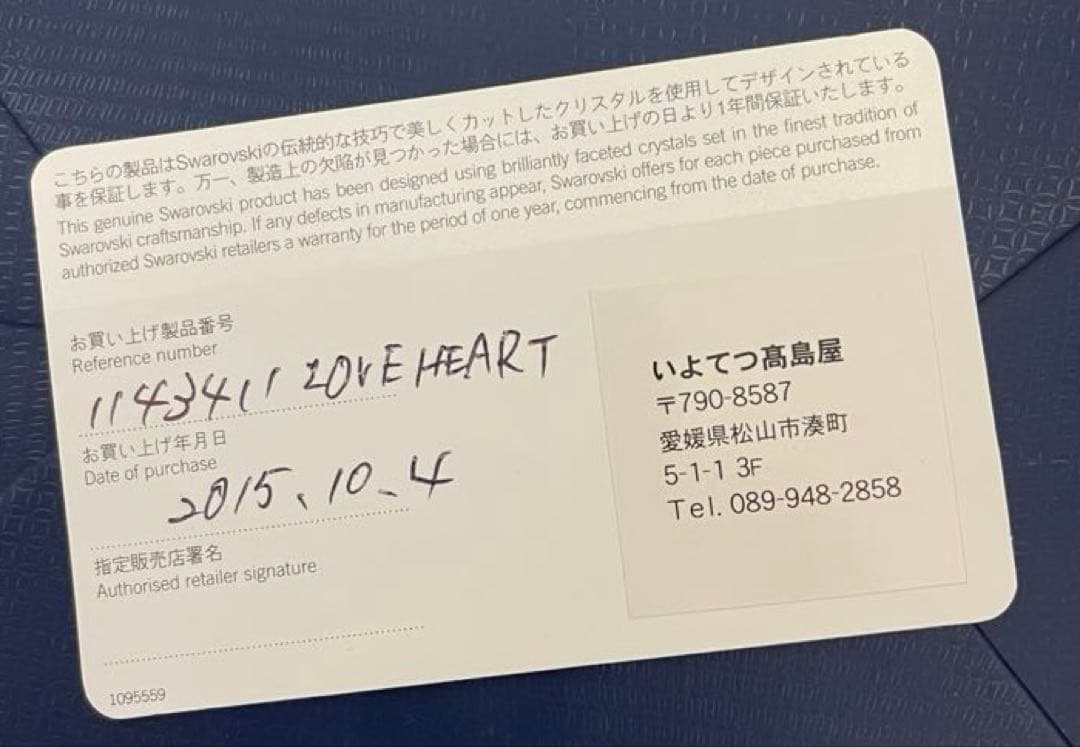 こちらの製品はSwarovskiの伝統的な技巧で美しくカットしたクリスタルを使用してデザインされている
事を保証します。万一、製造上の欠陥が見つかった場合には、お買い上げの日より1年間保証いたします。
This genuine Swarovski product has been designed using brilliantly faceted crystals set in the finest tradition of
Swarovski craftsmanship. If any defects in manufacturing appear, Swarovski offers for each piece purchased from
authorized Swarovski retailers a warranty for the period of one year, commencing from the date of purchase.
お買い上げ製品番号
Reference number
1143411 LOVE HEART
お買い上げ年月日
Date of purchase
2015、10、4
指定販売店署名
Authorised retailer signature
1095559
いよてつ髙島屋
〒790-8587
愛媛県松山市湊町
5-1-1 3F
Tel. 089-948-2858